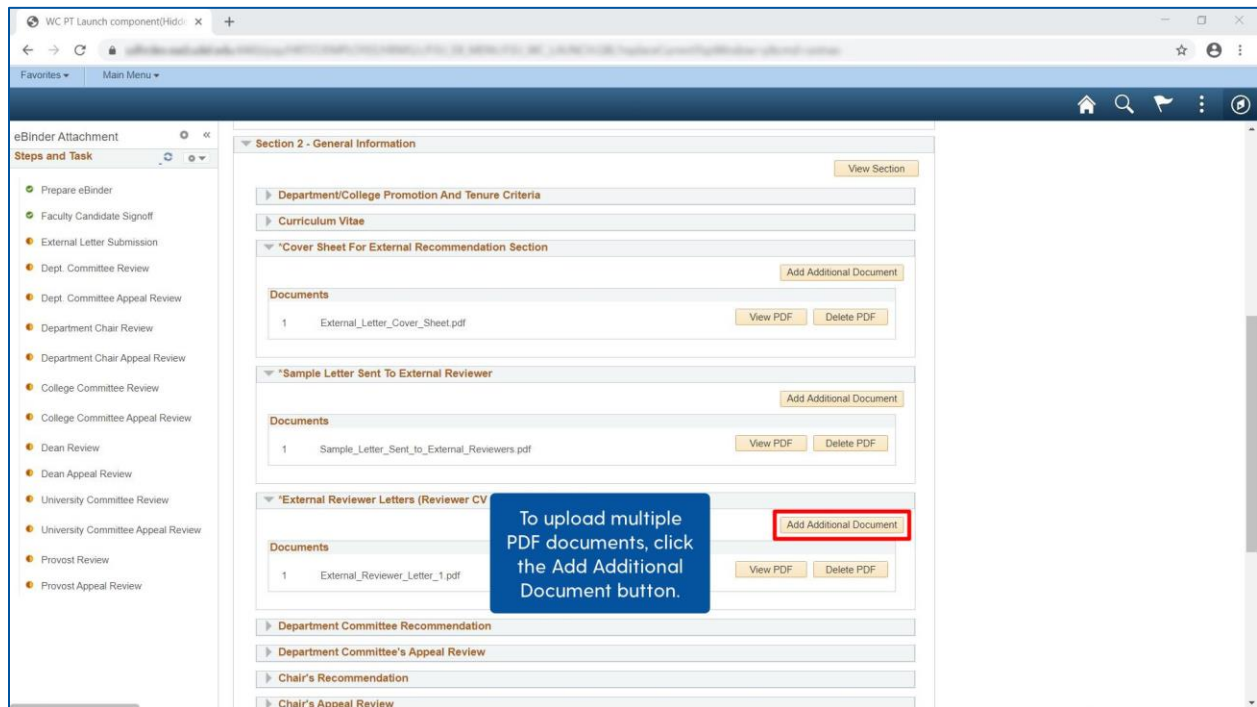 WC PT Launch component(Hidde
Favorites
Main Menu
eBinder Attachment
Steps and Task
Prepare eBinder
Faculty Candidate Signoff
External Letter Submission
Dept. Committee Review
Dept. Committee Appeal Review
Department Chair Review
Department Chair Appeal Review
College Committee Review
College Committee Appeal Review
Dean Review
Dean Appeal Review
University Committee Review
University Committee Appeal Review
Provost Review
Provost Appeal Review
Section 2 - General Information
View Section
Department/College Promotion And Tenure Criteria
Curriculum Vitae
*Cover Sheet For External Recommendation Section
Add Additional Document
Documents
1 External_Letter_Cover_Sheet.pdf View PDF Delete PDF
*Sample Letter Sent To External Reviewer
Add Additional Document
Documents
1 Sample_Letter_Sent_to_External_Reviewers.pdf View PDF Delete PDF
*External Reviewer Letters (Reviewer CV
Add Additional Document
Documents
1 External_Reviewer_Letter_1.pdf View PDF Delete PDF
To upload multiple
PDF documents, click
the Add Additional
Document button.
Department Committee Recommendation
Department Committee's Appeal Review
Chair's Recommendation
Chair's Appeal Review